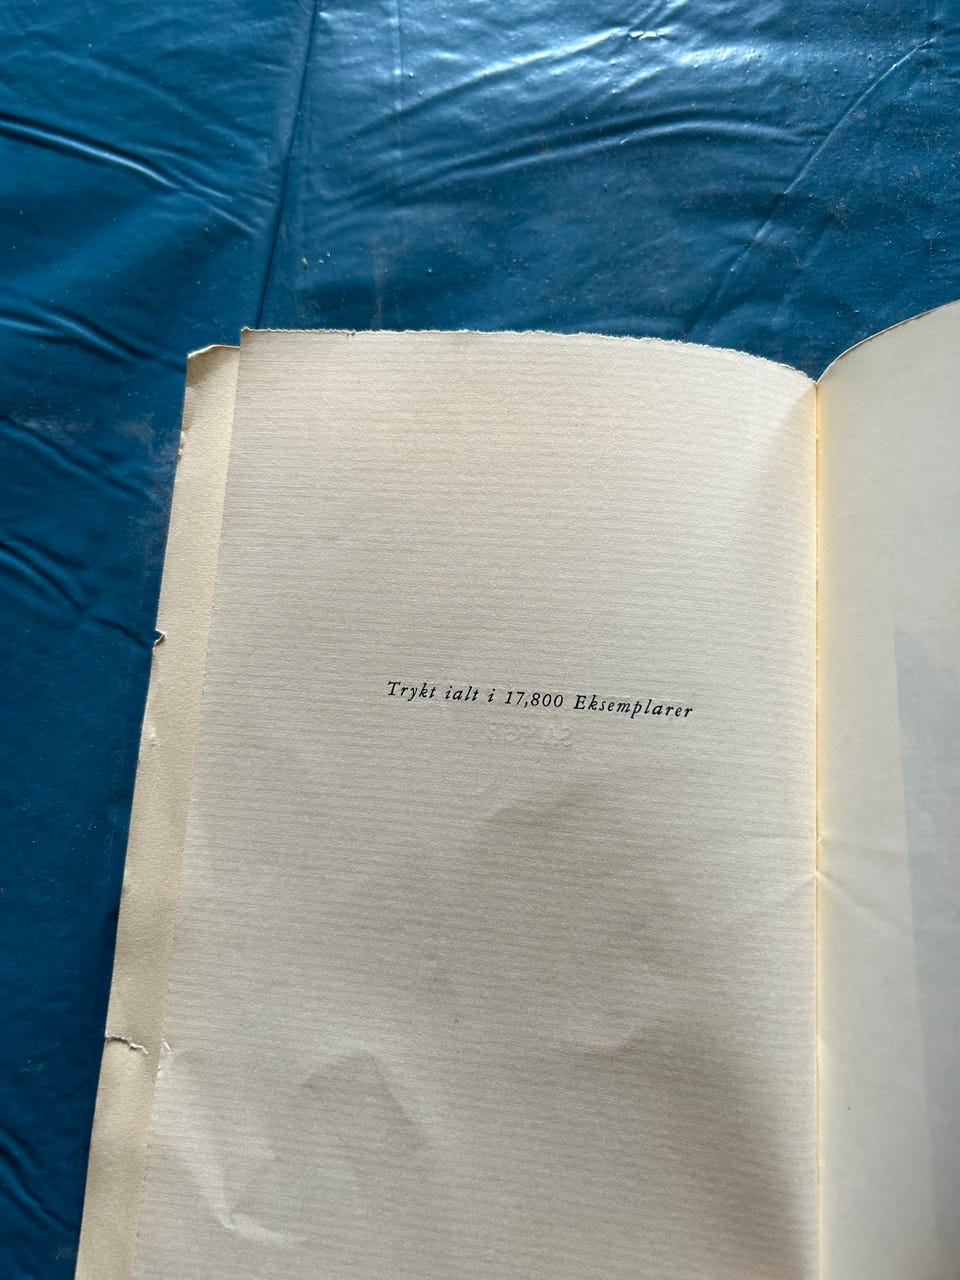 Trykt ialt i 17,800 Eksemplarer